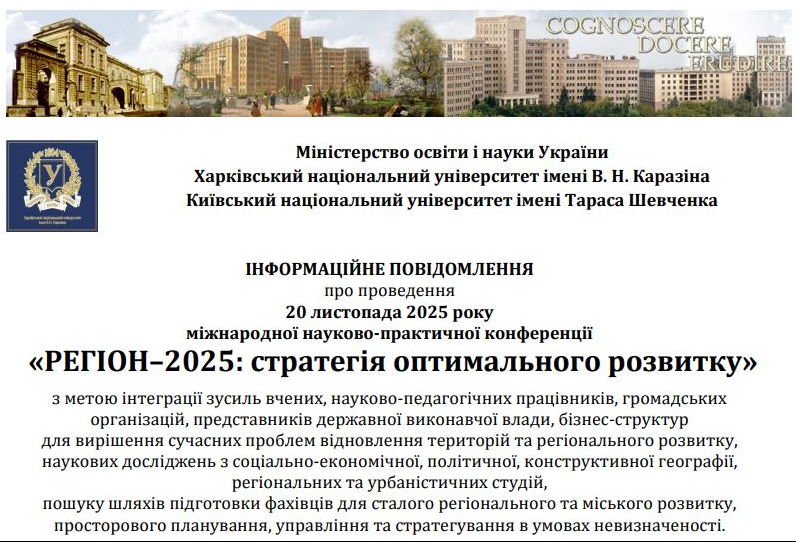 COGNOSCERE
DOCERE
ERUDIRE
1804
У
Міністерство освіти і науки України
Харківський національний університет імені В. Н. Каразіна
Київський національний університет імені Тараса Шевченка
ІНФОРМАЦІЙНЕ ПОВІДОМЛЕННЯ
про проведення
20 листопада 2025 року
міжнародної науково-практичної конференції
«РЕГІОН–2025: стратегія оптимального розвитку»
з метою інтеграції зусиль вчених, науково-педагогічних працівників, громадських
організацій, представників державної виконавчої влади, бізнес-структур
для вирішення сучасних проблем відновлення територій та регіонального розвитку,
наукових досліджень з соціально-економічної, політичної, конструктивної географії,
регіональних та урбаністичних студій,
пошуку шляхів підготовки фахівців для сталого регіонального та міського розвитку,
просторового планування, управління та стратегування в умовах невизначеності.